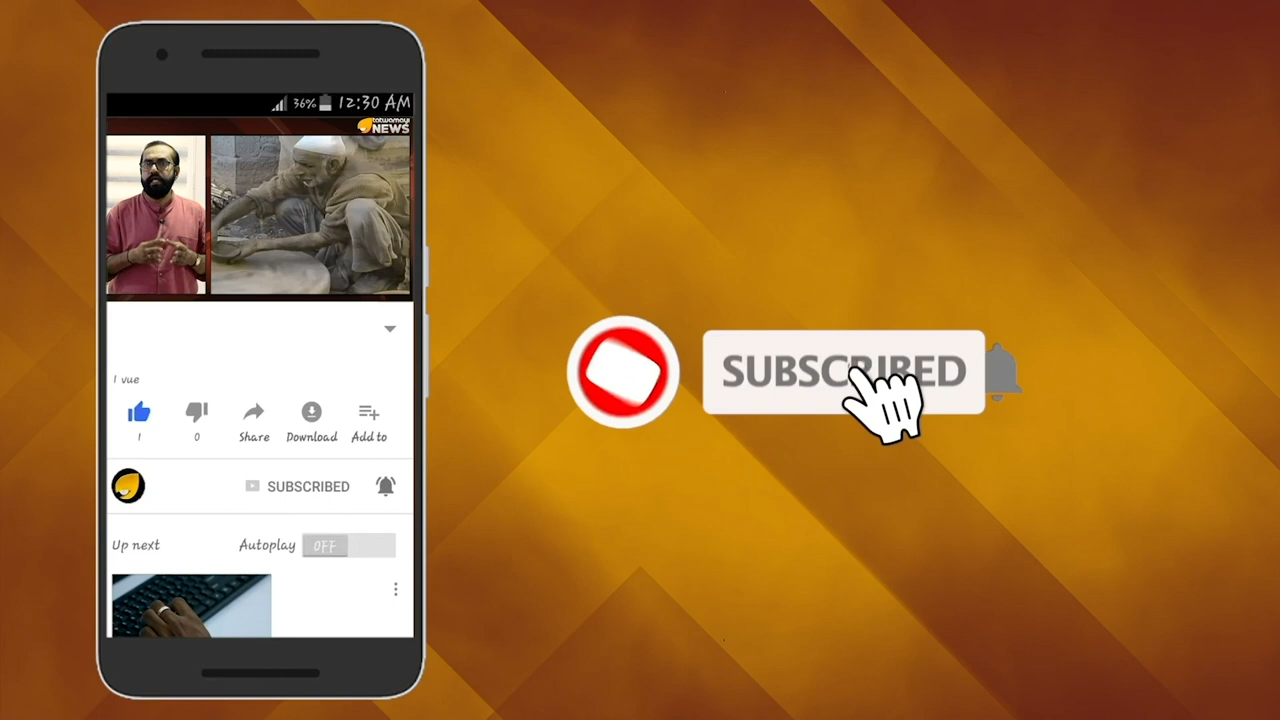 36% 12:30 AM
tatwamayi
NEWS
1 vue
1
0
Share
Download
Add to
SUBSCRIBED
Up next
Autoplay
OFF
SUBSCRIBED